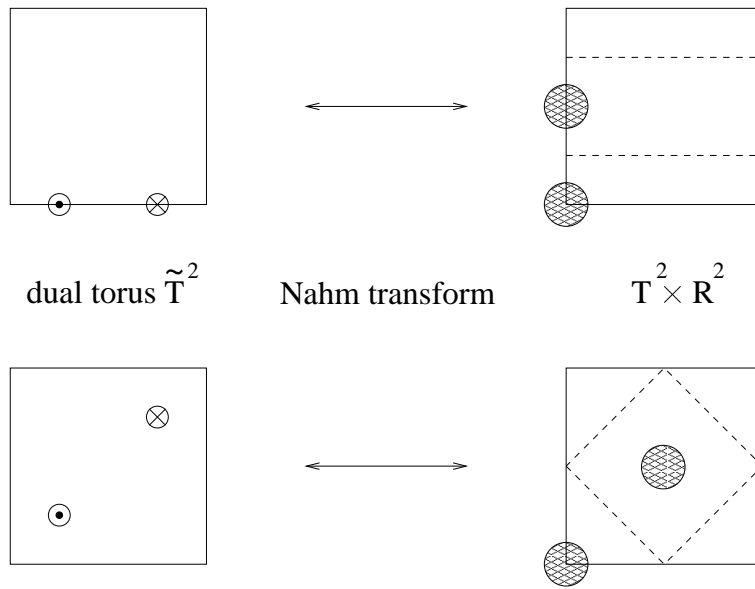 dual torus T̃² Nahm transform T² × R²